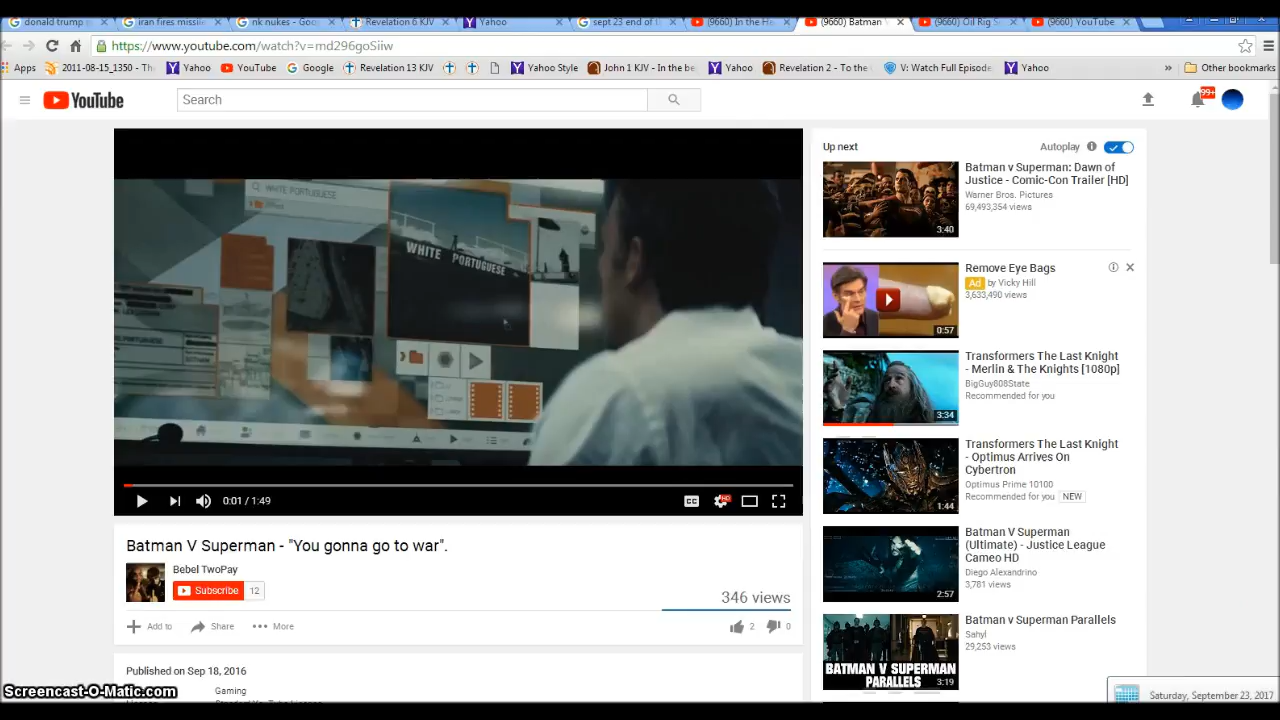 donald trump
iran fires missile
nk nukes - Goo
Revelation 6 KJV
Yahoo
sept 23 end of t
(9660) In the He
(9660) Batman
(9660) Oil Rig S
(9660) YouTube
https://www.youtube.com/watch?v=md296goSiiw
Apps
2011-08-15_1350 - Th
Yahoo
YouTube
Google
Revelation 13 KJV
Yahoo Style
John 1 KJV - In the be
Yahoo
Revelation 2 - To the
V: Watch Full Episode
Yahoo
»
Other bookmarks
YouTube
Search
99+
WHITE PORTUGUESE
WHITE PORTUGUESE
0:01 / 1:49
CC
HD
Batman V Superman - "You gonna go to war".
Bebel TwoPay
Subscribe 12
346 views
Add to
Share
More
2
0
Published on Sep 18, 2016
Gaming
Up next
Autoplay
Batman v Superman: Dawn of
Justice - Comic-Con Trailer [HD]
Warner Bros. Pictures
69,493,354 views
3:40
Remove Eye Bags
Ad by Vicky Hill
3,633,490 views
0:57
Transformers The Last Knight
- Merlin & The Knights [1080p]
BigGuy808State
Recommended for you
3:34
Transformers The Last Knight
- Optimus Arrives On
Cybertron
Optimus Prime 10100
Recommended for you NEW
1:44
Batman V Superman
(Ultimate) - Justice League
Cameo HD
Diego Alexandrino
3,781 views
2:57
Batman v Superman Parallels
Sahyl
29,253 views
BATMAN V SUPERMAN
PARALLELS
3:19
Screencast-O-Matic.com
Saturday, September 23, 2017